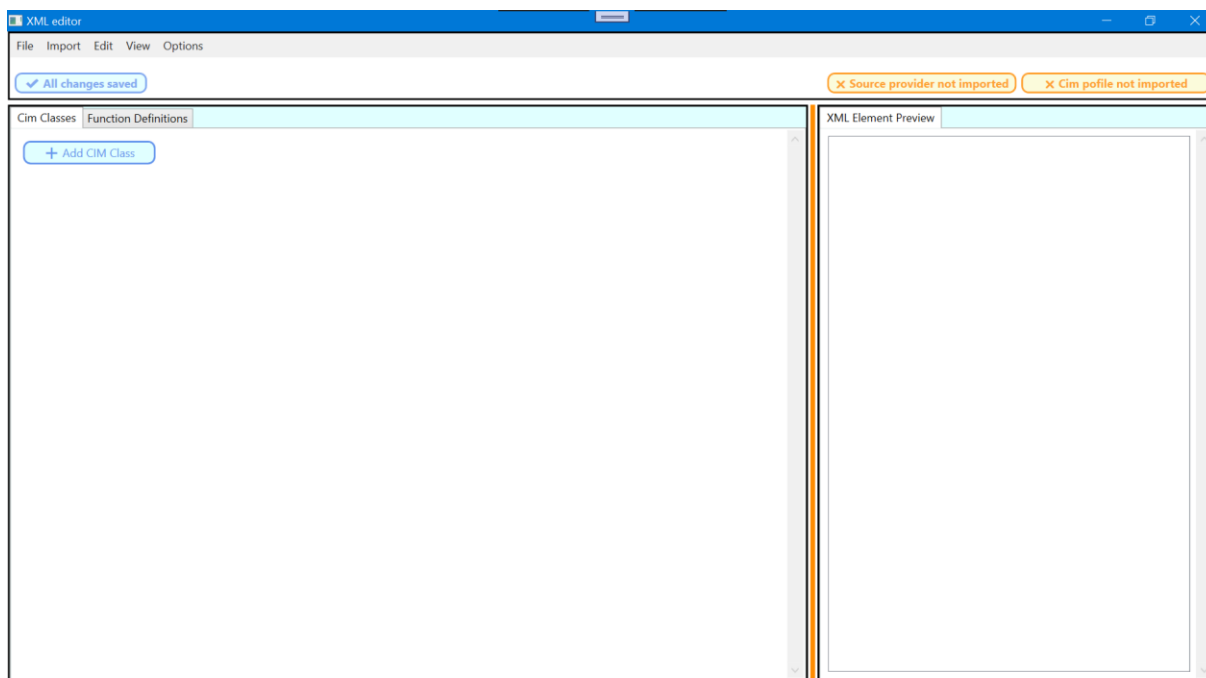 XML editor
File Import Edit View Options
All changes saved
Source provider not imported
Cim pofile not imported
Cim Classes
Function Definitions
XML Element Preview
+ Add CIM Class